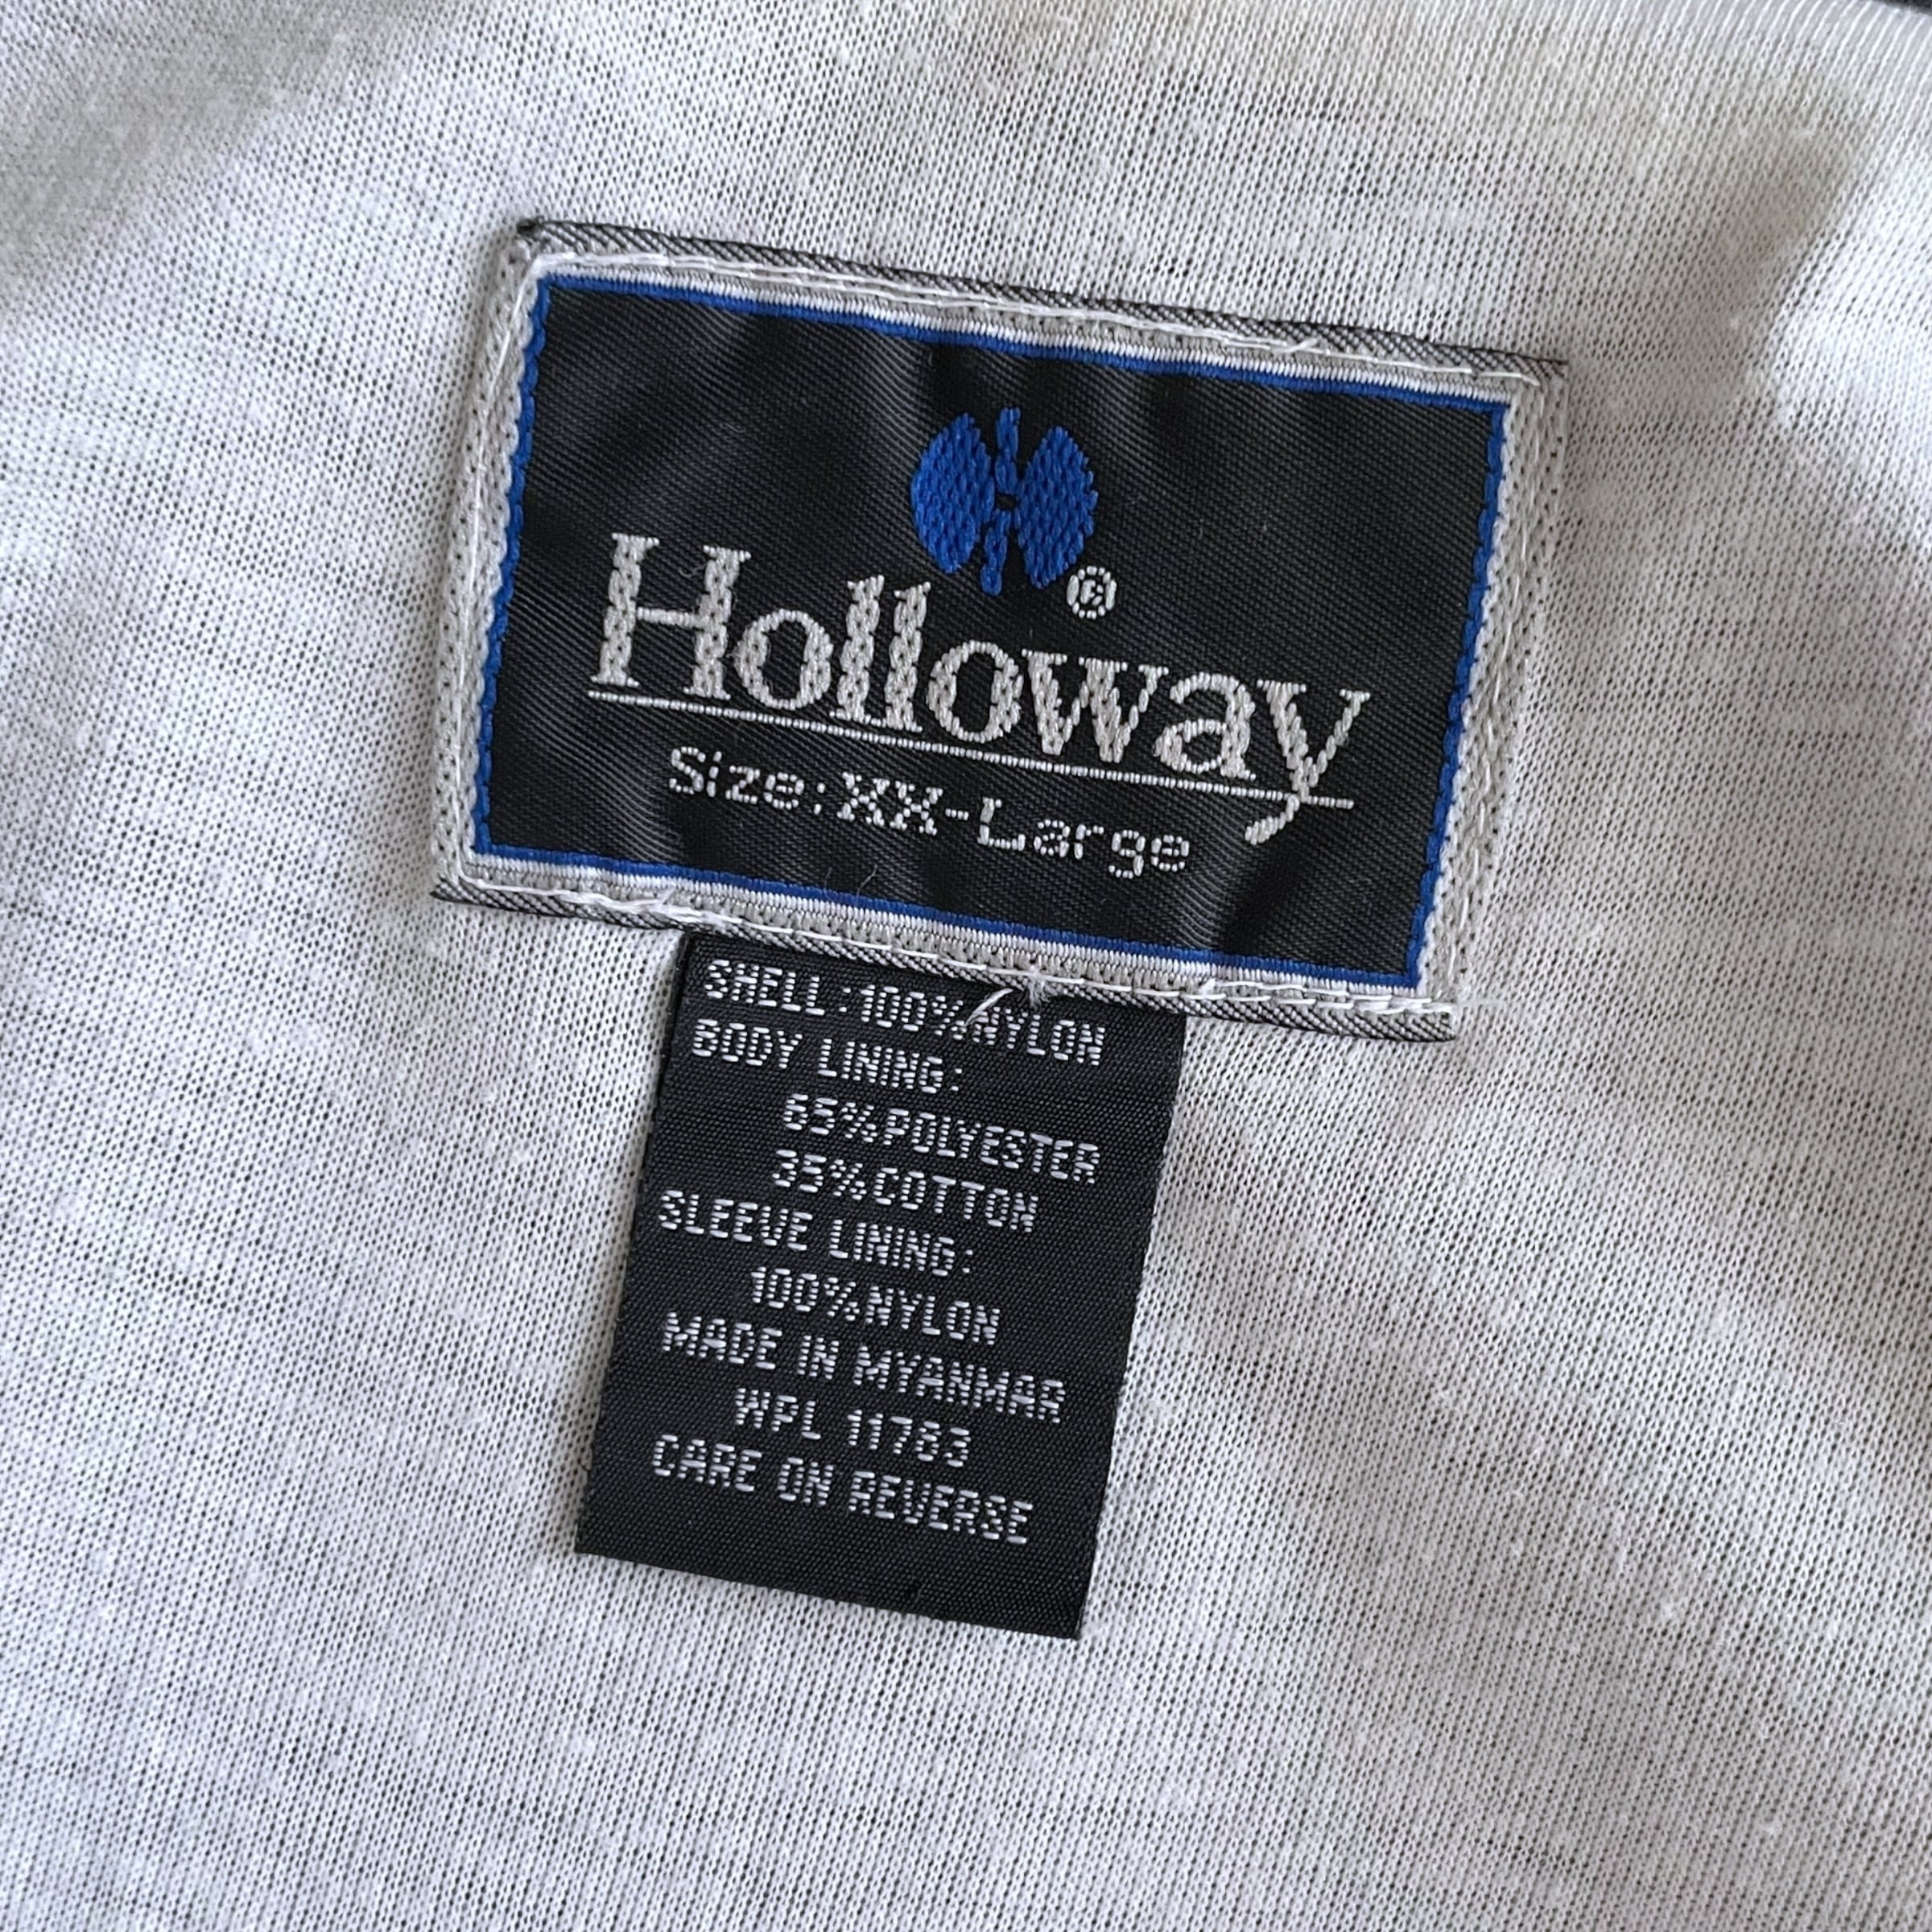 ®
Holloway
Size:XX-Large
SHELL:100%NYLON
BODY LINING:
65%POLYESTER
35%COTTON
SLEEVE LINING:
100%NYLON
MADE IN MYANMAR
WPL 11763
CARE ON REVERSE